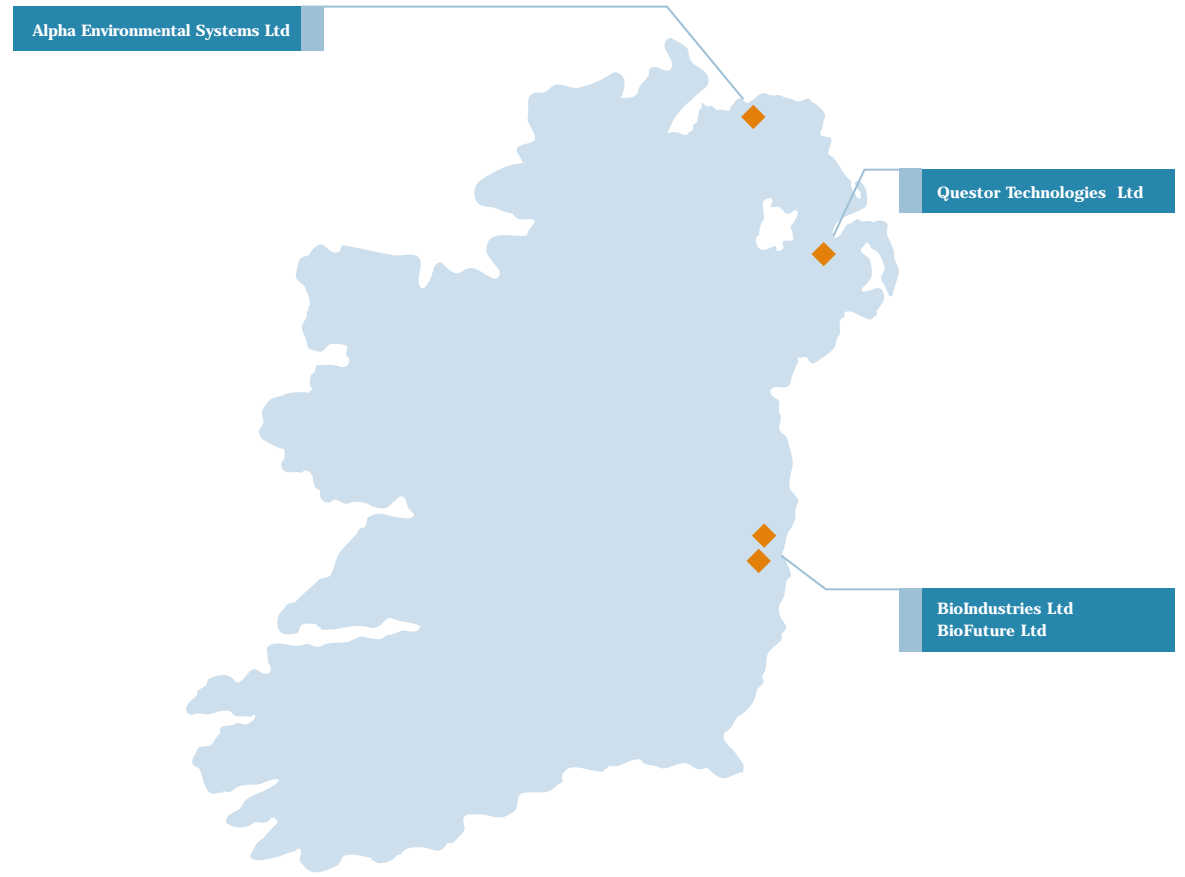 Alpha Environmental Systems Ltd
Questor Technologies Ltd
BioIndustries Ltd
BioFuture Ltd